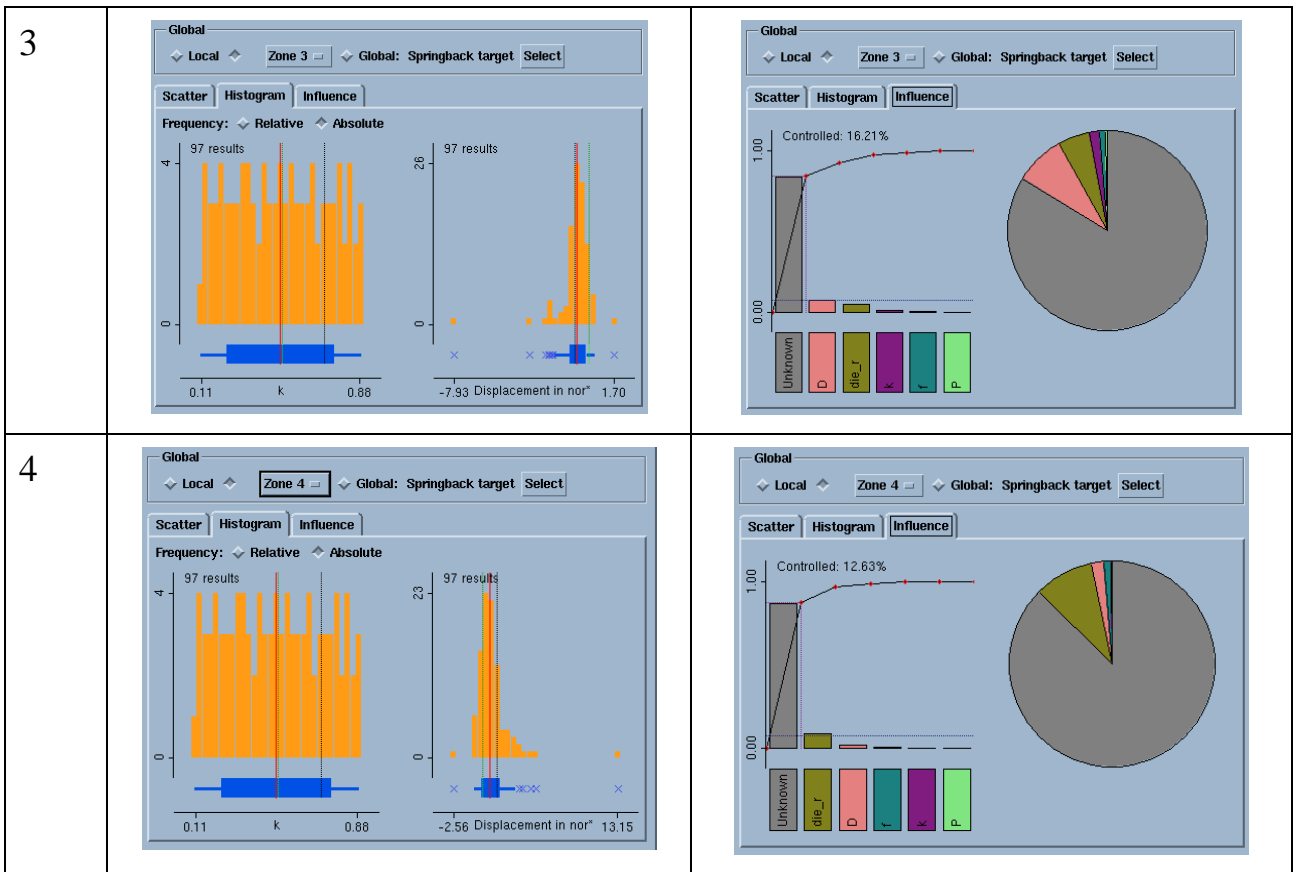 3
Global
Local Zone 3 Global: Springback target Select
Scatter Histogram Influence
Frequency: Relative Absolute
97 results
4
0
0.11 k 0.88
97 results
26
0
-7.93 Displacement in nor* 1.70
Global
Local Zone 3 Global: Springback target Select
Scatter Histogram Influence
Controlled: 16.21%
1.00
0.00
Unknown
D
die_r
k
f
P
4
Global
Local Zone 4 Global: Springback target Select
Scatter Histogram Influence
Frequency: Relative Absolute
97 results
4
0
0.11 k 0.88
97 results
23
0
-2.56 Displacement in nor* 13.15
Global
Local Zone 4 Global: Springback target Select
Scatter Histogram Influence
Controlled: 12.63%
1.00
0.00
Unknown
die_r
D
f
k
P